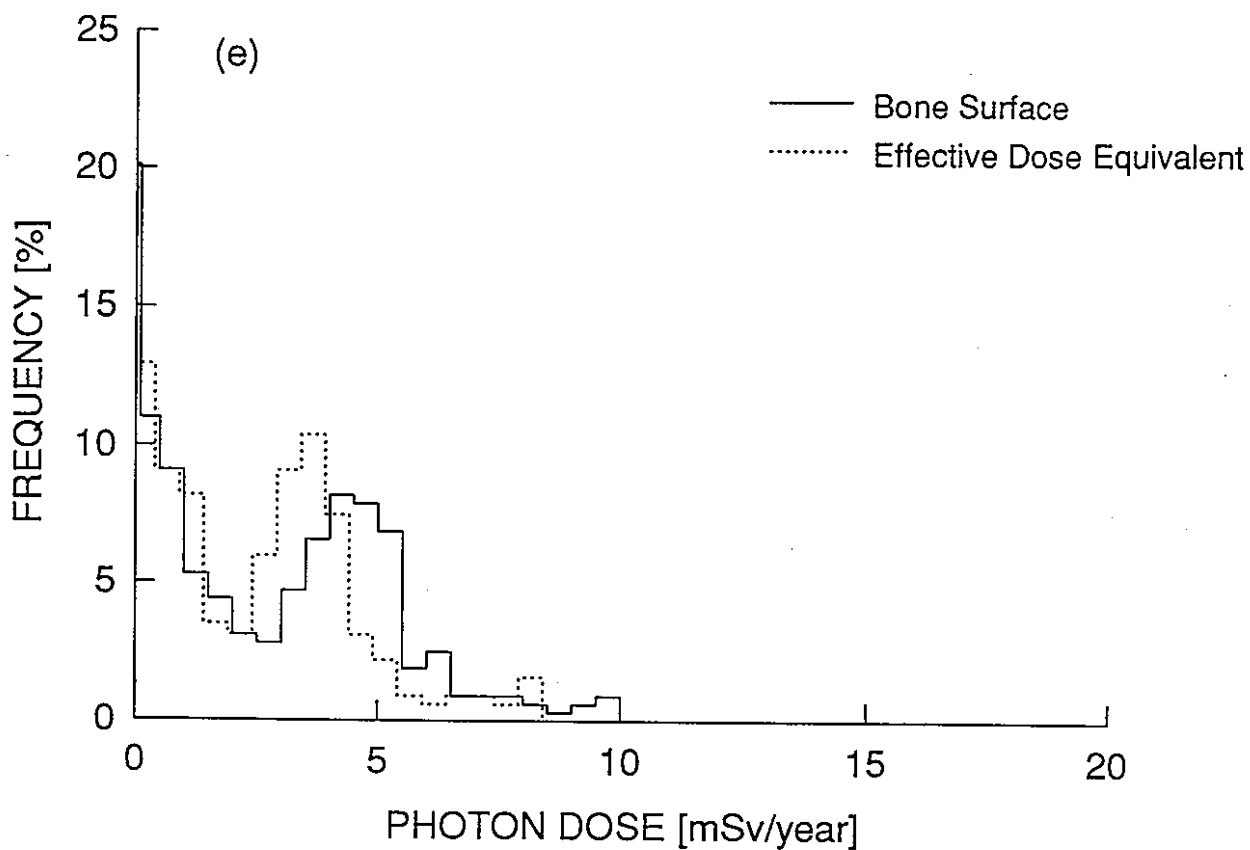 25
(e)
Bone Surface
Effective Dose Equivalent
20
15
10
5
0
FREQUENCY [%]
0 5 10 15 20
PHOTON DOSE [mSv/year]